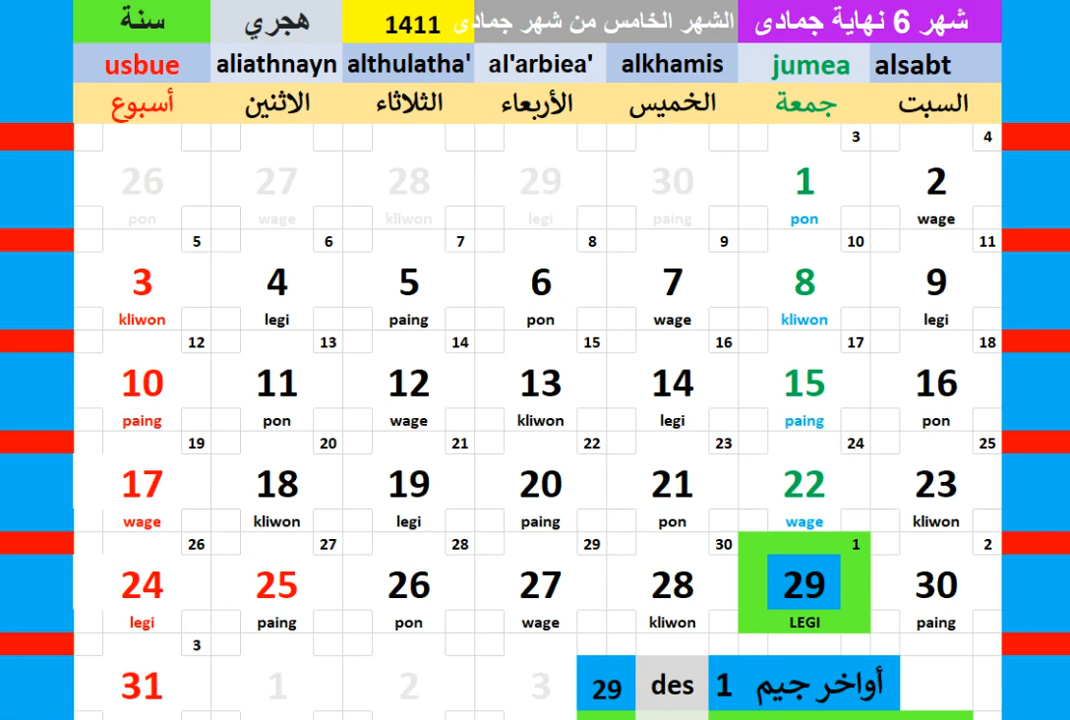 سنة هجري 1411 الشهر الخامس من شهر جمادى شهر 6 نهاية جمادى
usbue aliathnayn althulatha' al'arbiea' alkhamis jumea alsabt
أسبوع الاثنين الثلاثاء الأربعاء الخميس جمعة السبت
3 4
26 27 28 29 30 1 2
pon wage kliwon legi paing pon wage
5 6 7 8 9 10 11
3 4 5 6 7 8 9
kliwon legi paing pon wage kliwon legi
12 13 14 15 16 17 18
10 11 12 13 14 15 16
paing pon wage kliwon legi paing pon
19 20 21 22 23 24 25
17 18 19 20 21 22 23
wage kliwon legi paing pon wage kliwon
26 27 28 29 30 1 2
24 25 26 27 28 29 30
legi paing pon wage kliwon LEGI paing
3
31 1 2 3 29 des 1 أواخر جيم